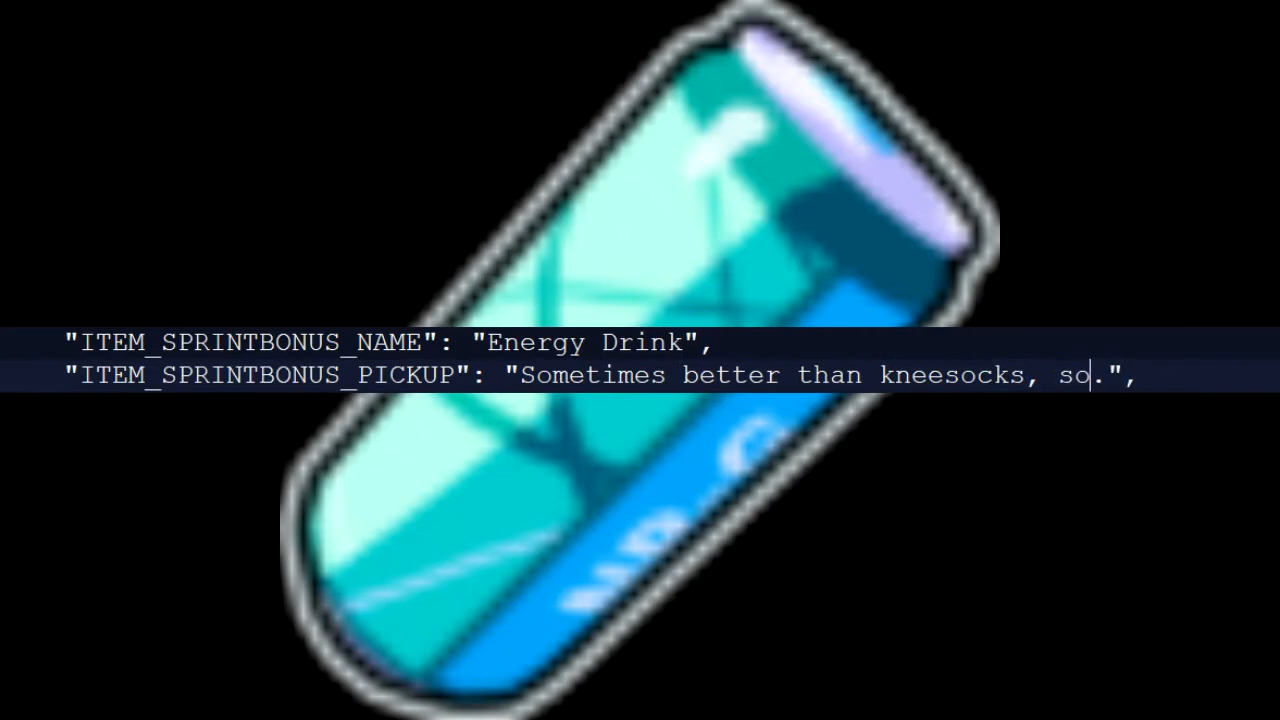 "ITEM_SPRINTBONUS_NAME": "Energy Drink",
"ITEM_SPRINTBONUS_PICKUP": "Sometimes better than kneesocks, so.",